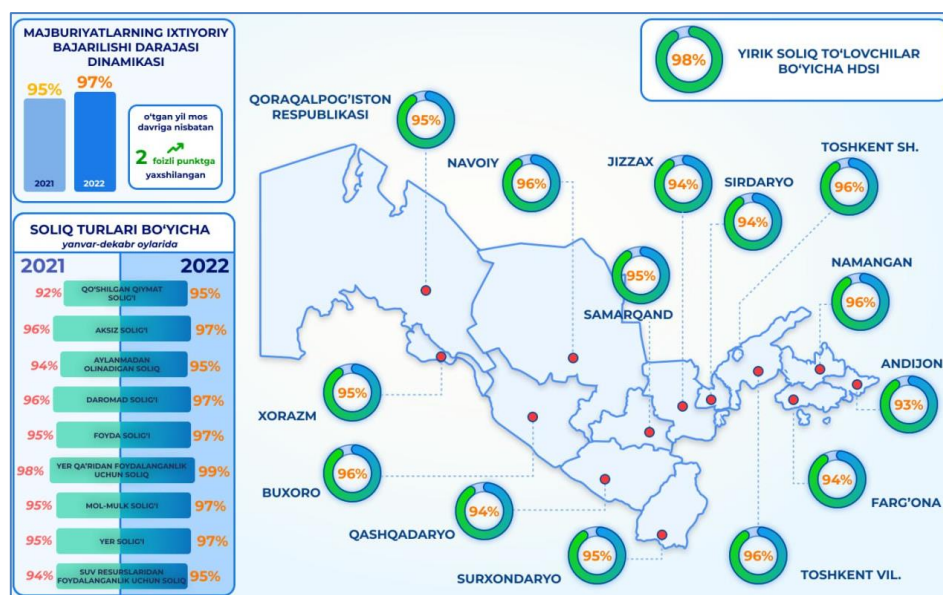 MAJBURIYATLARNING IXTIYORIY
BAJARILISHI DARAJASI
DINAMIKASI
95%
97%
2021
2022
o‘tgan yil mos
davriga nisbatan
2 foizli punktga
yaxshilangan
98%
YIRIK SOLIQ TO‘LOVCHILAR
BO‘YICHA HDSI
SOLIQ TURLARI BO‘YICHA
yanvar-dekabr oylarida
2021
2022
92%
QO‘SHILGAN QIYMAT
SOLIG‘I
95%
96%
AKSIZ SOLIG‘I
97%
94%
AYLANMADAN
OLINADIGAN SOLIQ
95%
96%
DAROMAD SOLIG‘I
97%
95%
FOYDA SOLIG‘I
97%
98%
YER QA’RIDAN FOYDALANGANLIK
UCHUN SOLIQ
99%
95%
MOL-MULK SOLIG‘I
97%
95%
YER SOLIG‘I
97%
94%
SUV RESURSLARIDAN
FOYDALANGANLIK UCHUN SOLIQ
95%
QORAQALPOG‘ISTON
RESPUBLIKASI
95%
NAVOIY
96%
JIZZAX
94%
SIRDARYO
94%
TOSHKENT SH.
96%
95%
SAMARQAND
NAMANGAN
96%
ANDIJON
93%
XORAZM
95%
BUXORO
96%
QASHQADARYO
94%
SURXONDARYO
95%
96%
TOSHKENT VIL.
94%
FARG‘ONA